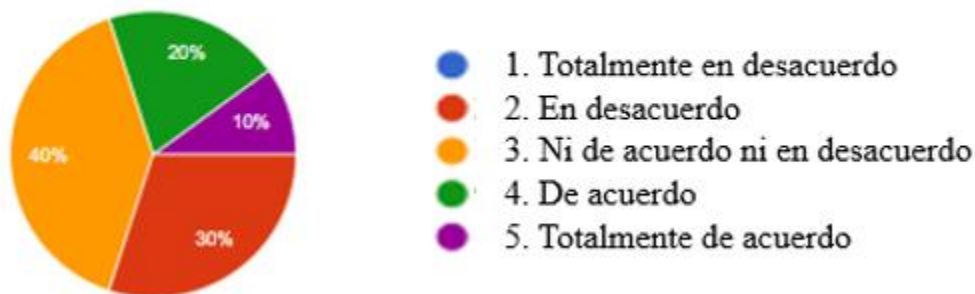 20%
10%
40%
30%
1. Totalmente en desacuerdo
2. En desacuerdo
3. Ni de acuerdo ni en desacuerdo
4. De acuerdo
5. Totalmente de acuerdo